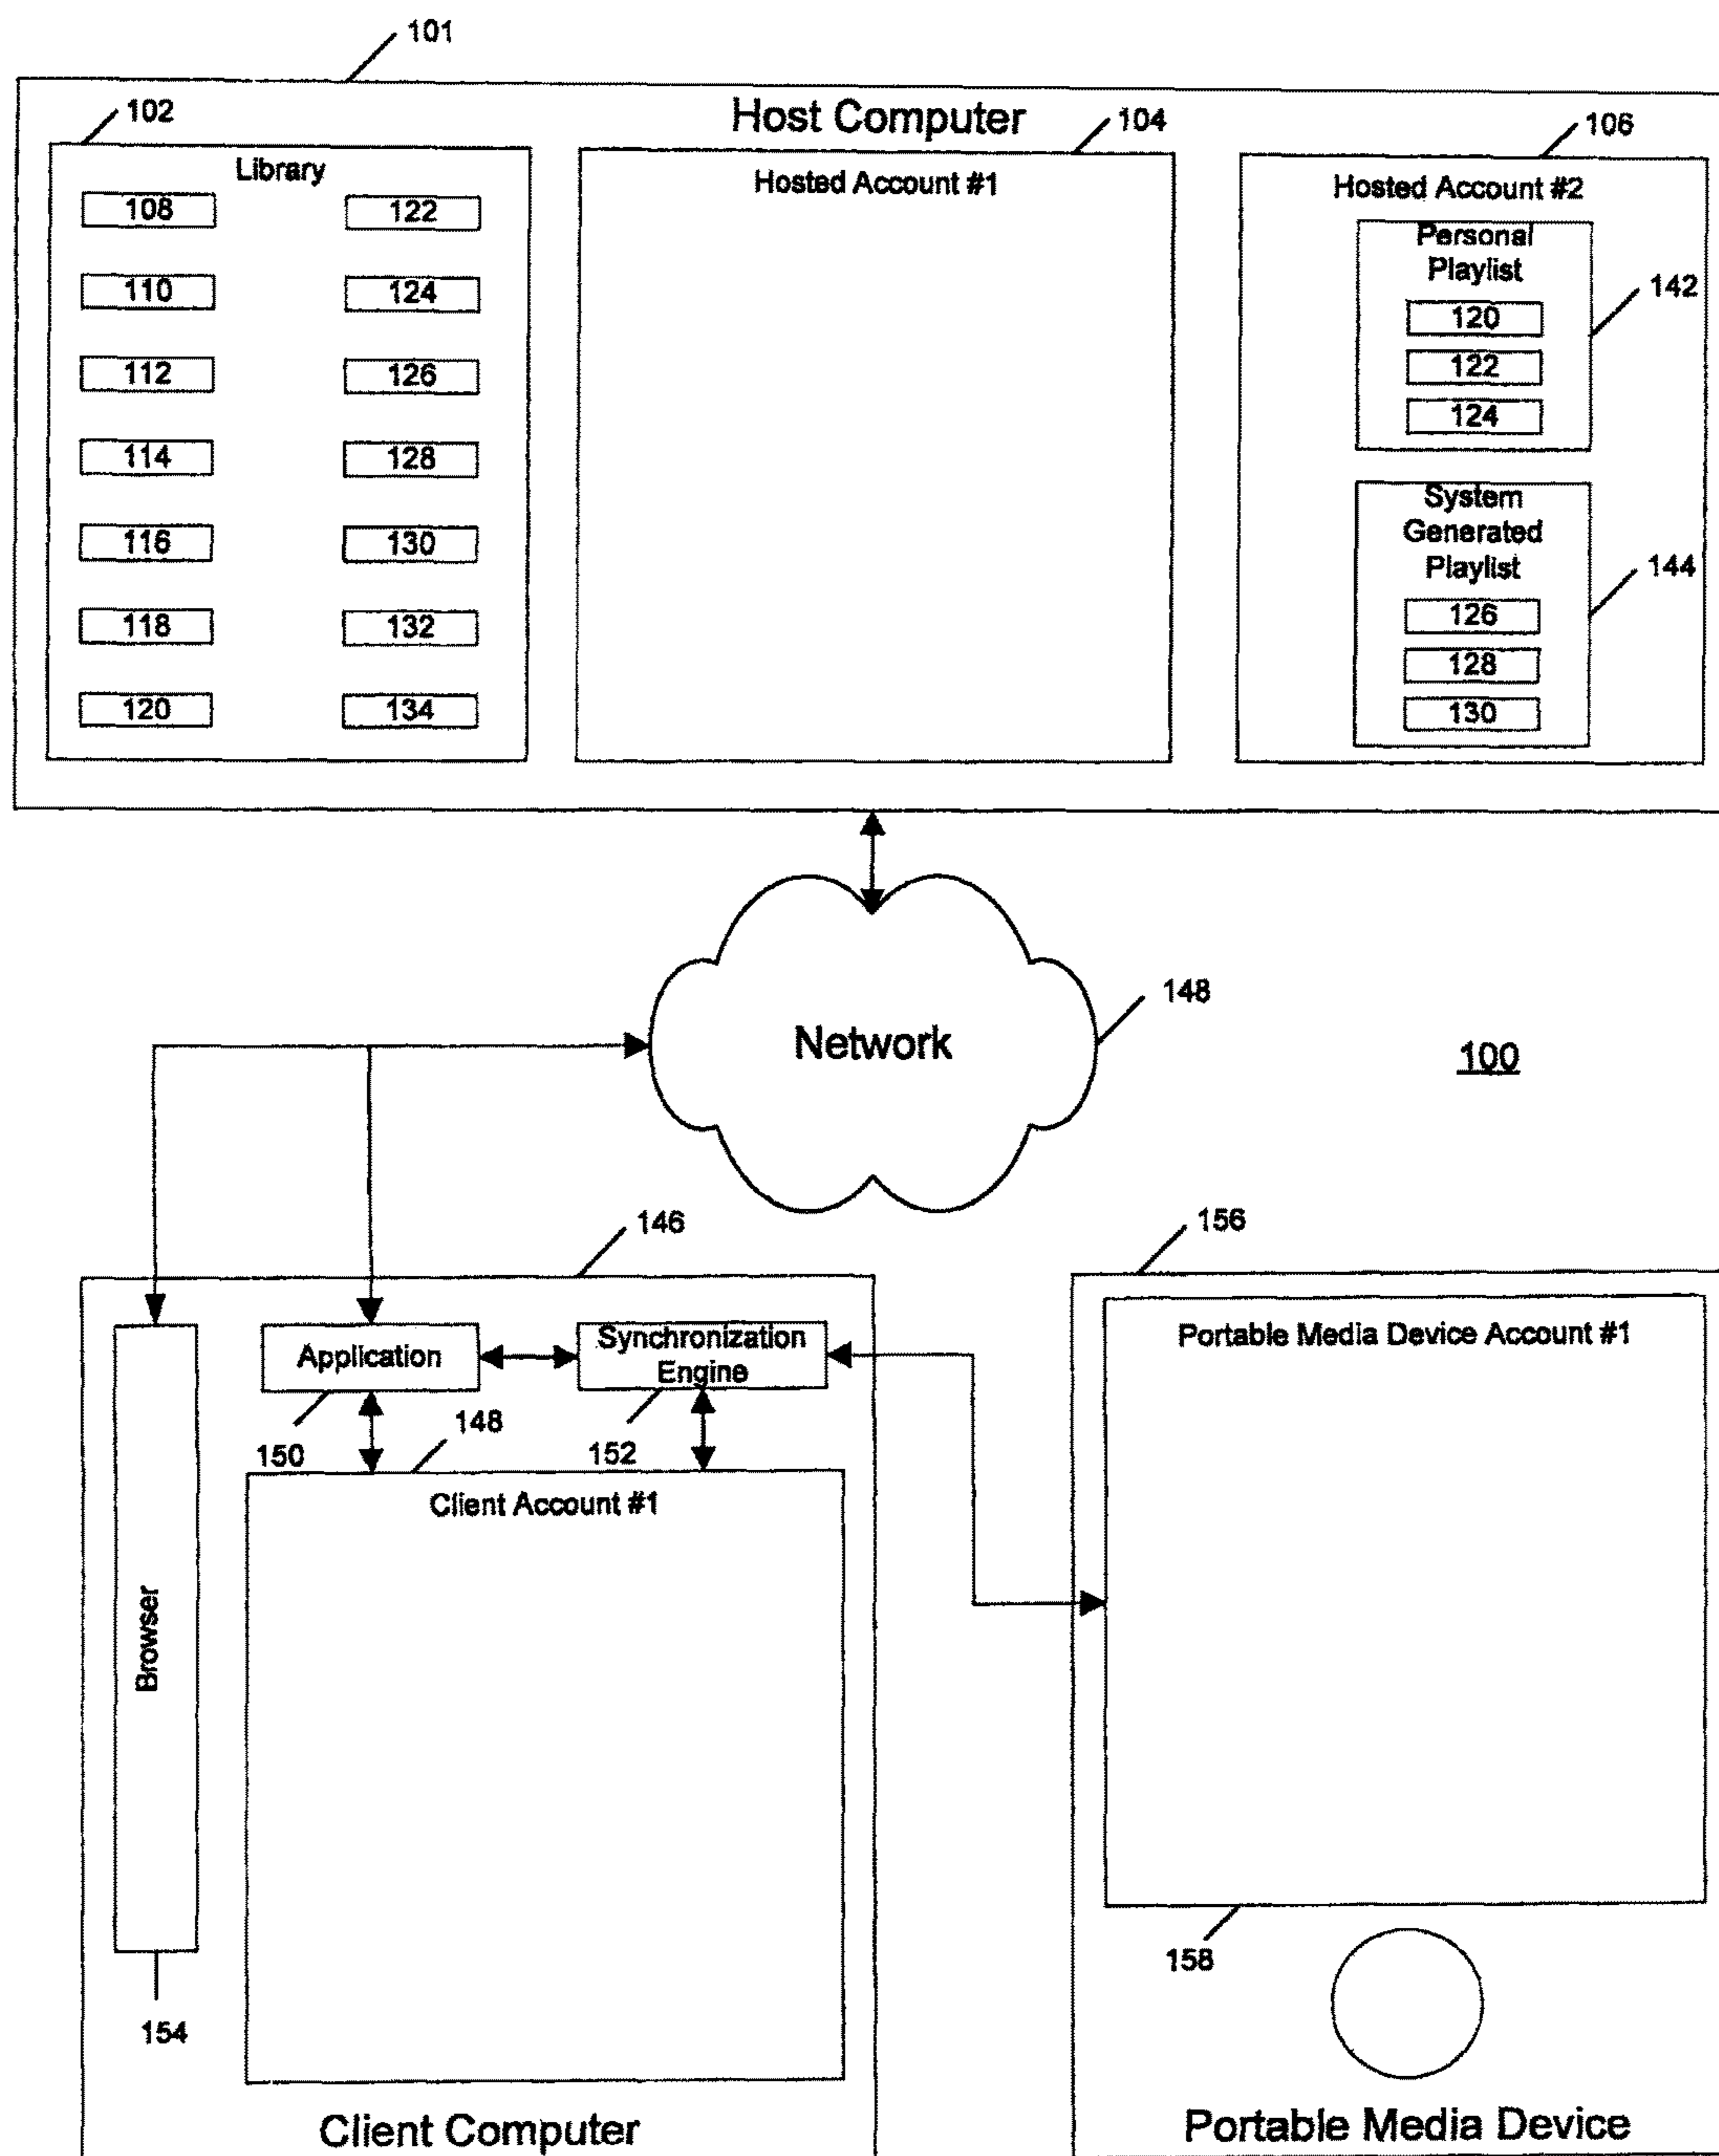 101
Host Computer
102
104
106
Library
Hosted Account #1
Hosted Account #2
108
122
110
124
112
126
114
128
116
130
118
132
120
134
Personal
Playlist
142
120
122
124
System
Generated
Playlist
144
126
128
130
148
Network
100
146
156
Application
Synchronization
Engine
150
148
152
Browser
154
Client Account #1
Client Computer
Portable Media Device Account #1
158
Portable Media Device